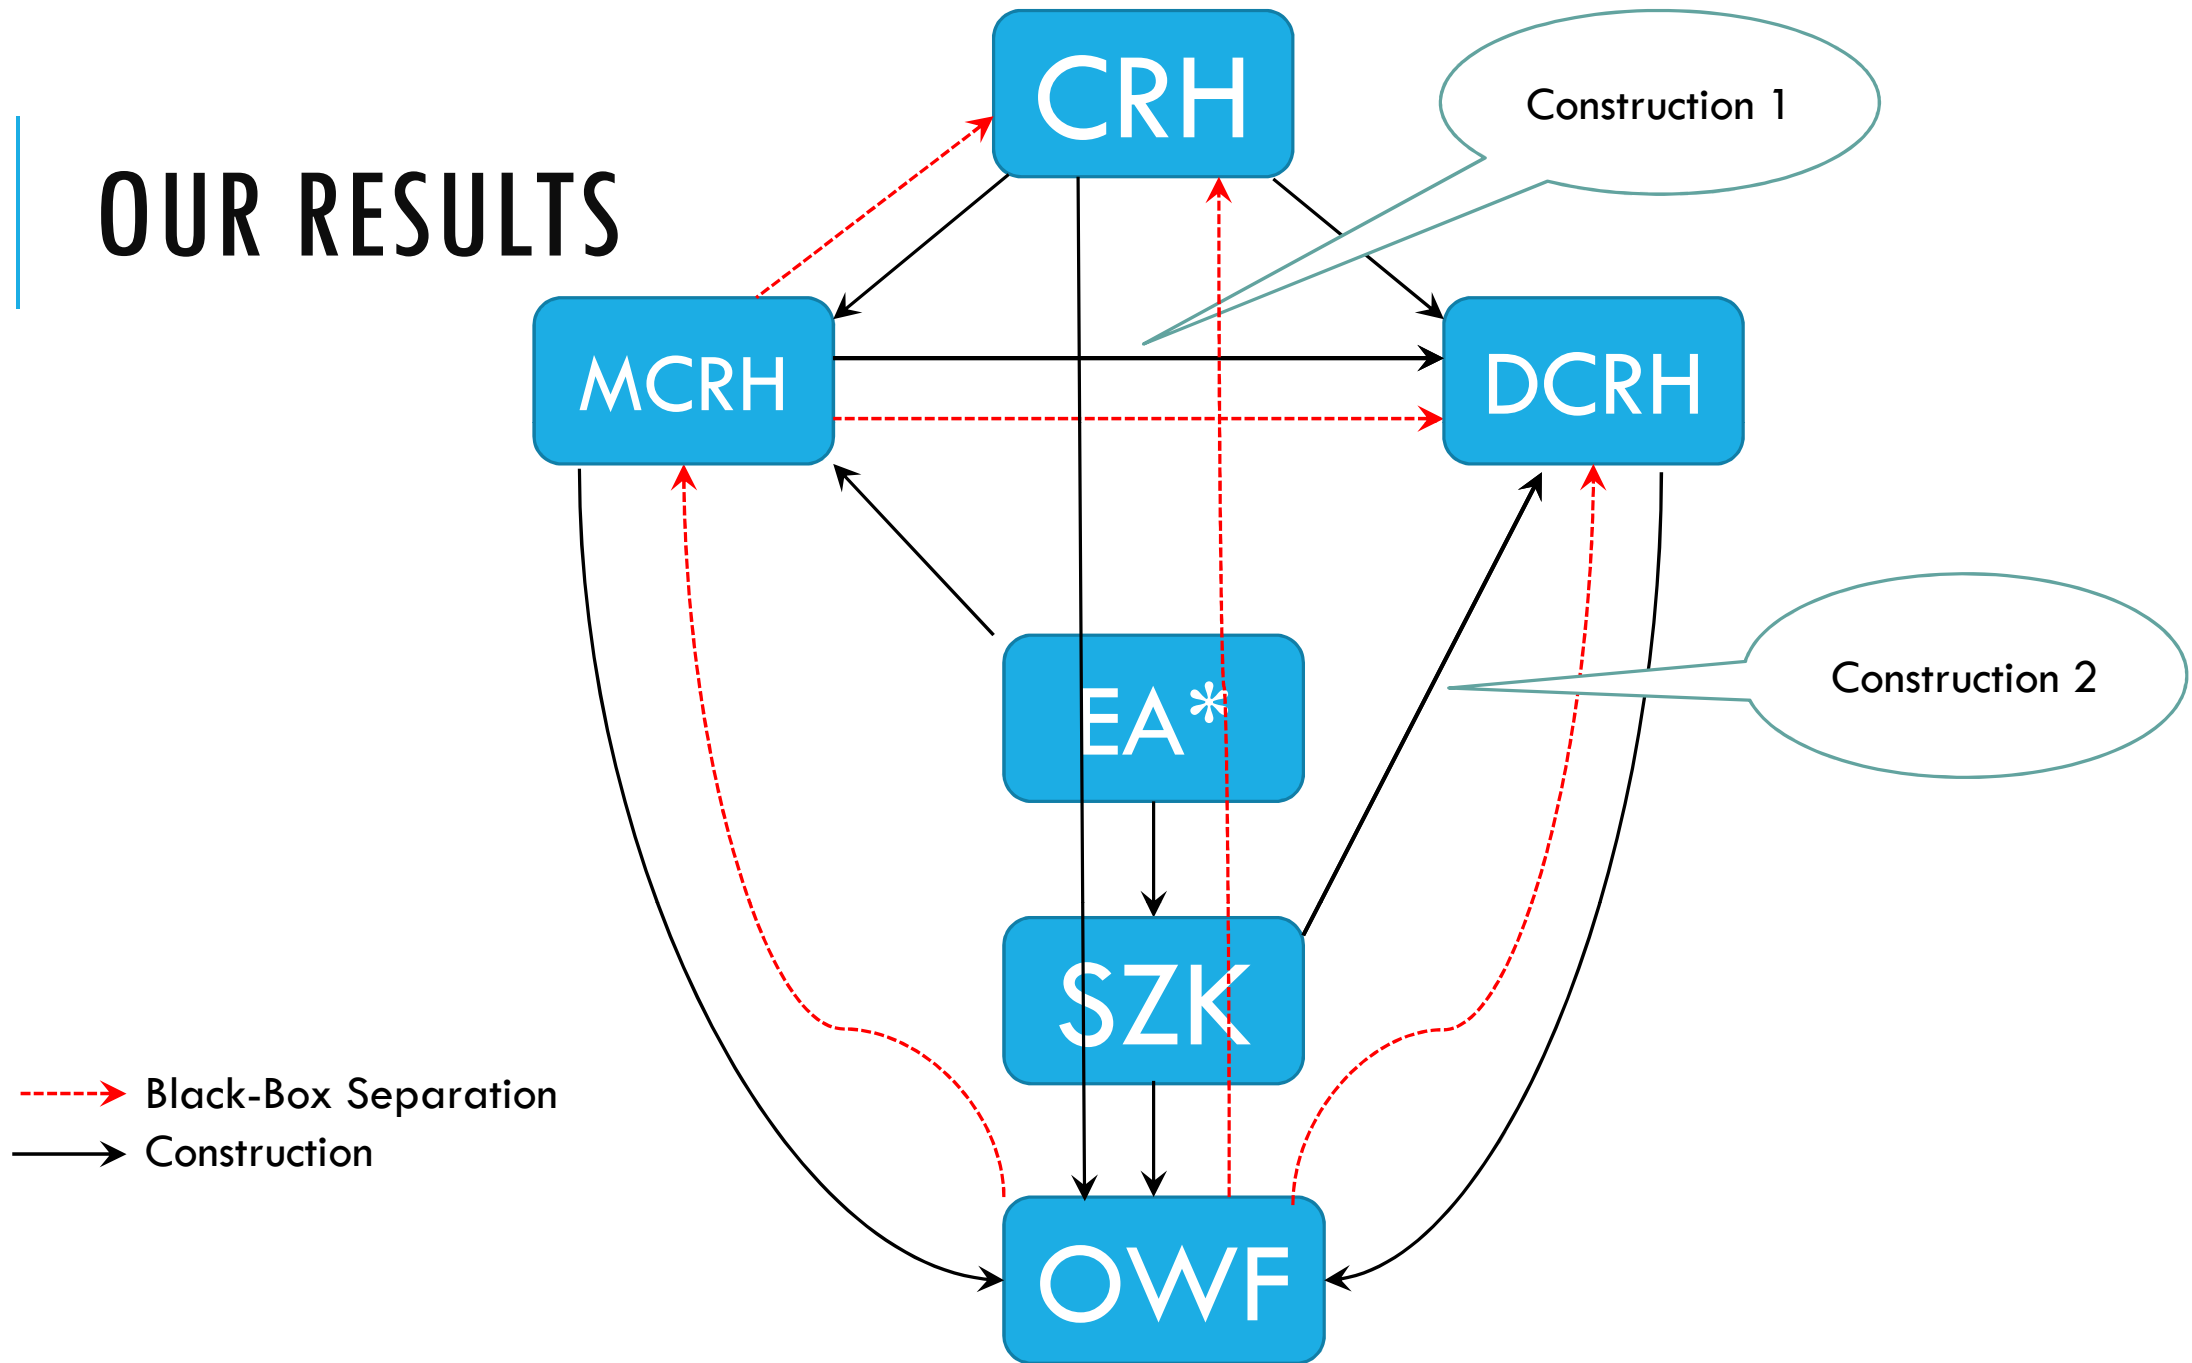 CRH
Construction 1
OUR RESULTS
MCRH
DCRH
EA*
Construction 2
SZK
Black-Box Separation
Construction
OWF